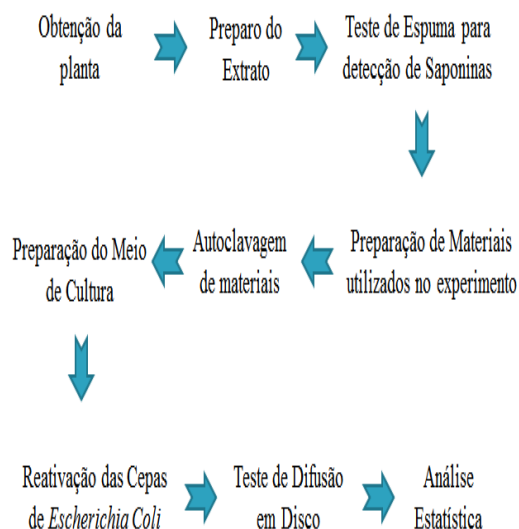 Obtenção da
planta
Preparo do
Extrato
Teste de Espuma para
detecção de Saponinas
Preparação de Materiais
utilizados no experimento
Autoclavagem
de materiais
Preparação do Meio
de Cultura
Reativação das Cepas
de Escherichia Coli
Teste de Difusão
em Disco
Análise
Estatística